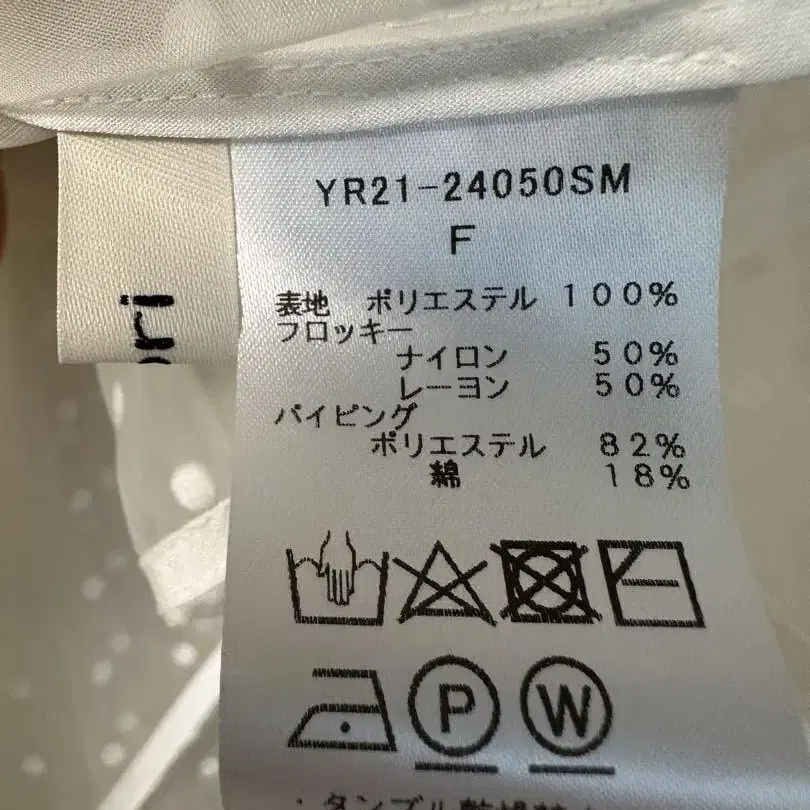 YR21-24050SM
F
表地 ポリエステル 100%
フロッキー
ナイロン 50%
レーヨン 50%
パイピング
ポリエステル 82%
綿 18%
P W
ori